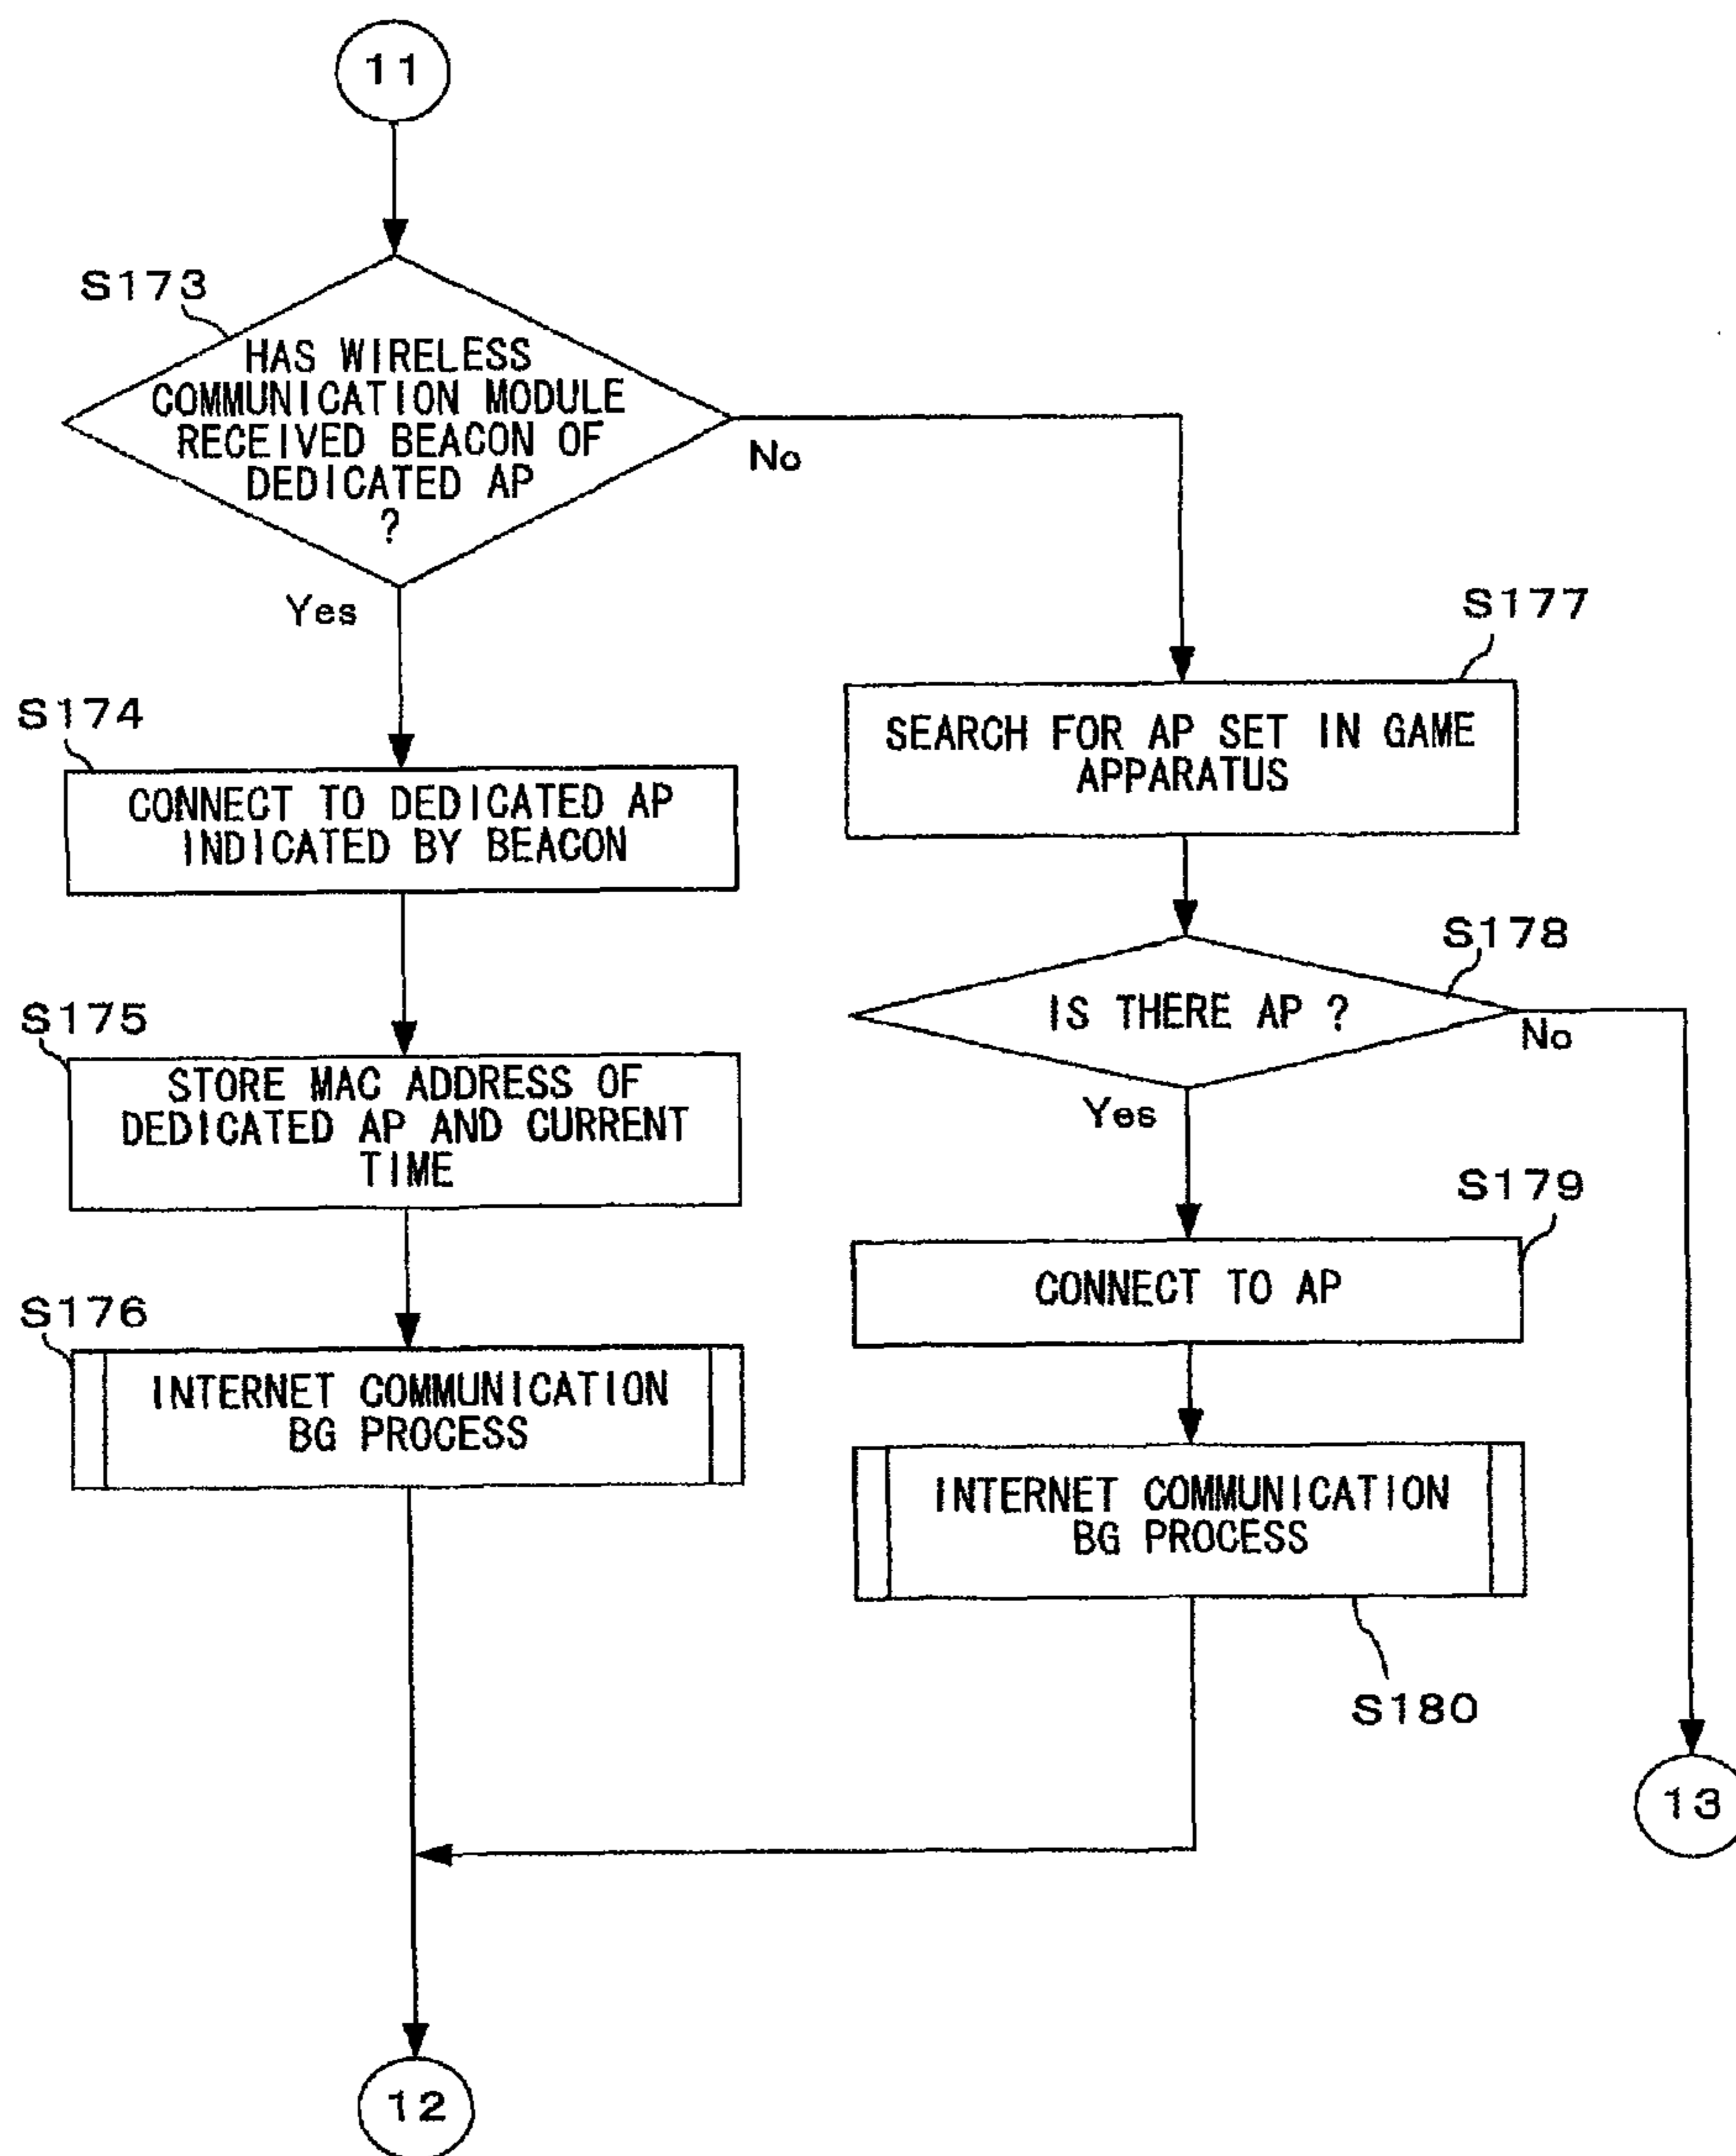 11
S173
HAS WIRELESS
COMMUNICATION MODULE
RECEIVED BEACON OF
DEDICATED AP
?
No
Yes
S174
CONNECT TO DEDICATED AP
INDICATED BY BEACON
S175
STORE MAC ADDRESS OF
DEDICATED AP AND CURRENT
TIME
S176
INTERNET COMMUNICATION
BG PROCESS
S177
SEARCH FOR AP SET IN GAME
APPARATUS
S178
IS THERE AP ?
No
Yes
S179
CONNECT TO AP
INTERNET COMMUNICATION
BG PROCESS
S180
13
12